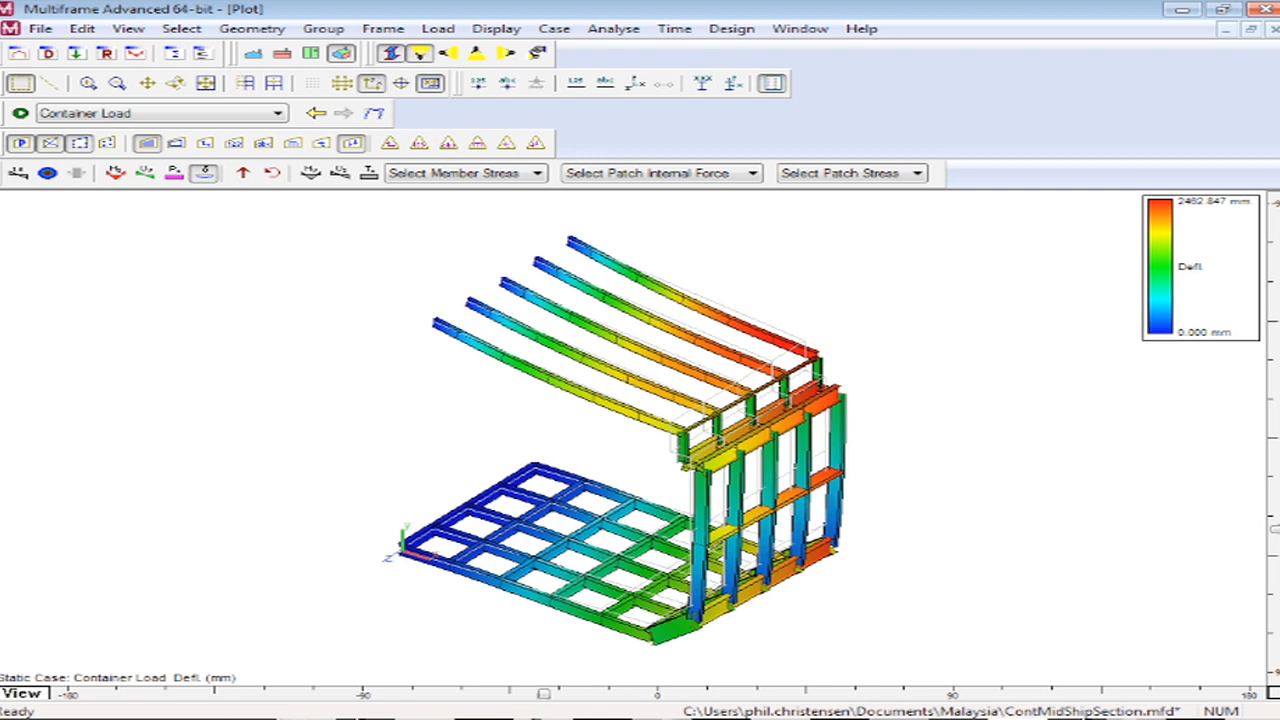 Multiframe Advanced 64-bit - [Plot]
File Edit View Select Geometry Group Frame Load Display Case Analyse Time Design Window Help
Container Load
Select Member Stress Select Patch Internal Force Select Patch Stress
2462.847 mm
Defl.
0.000 mm
y
z
Static Case: Container Load Defl. (mm)
View -180 -90 0 90 180
Ready C:\Users\phil.christensen\Documents\Malaysia\ContMidShipSection.mfd* NUM